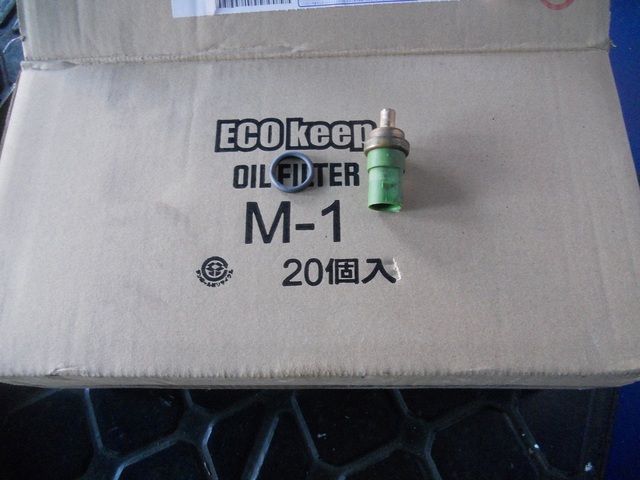 ECO keep
OIL FILTER
M-1
20個入